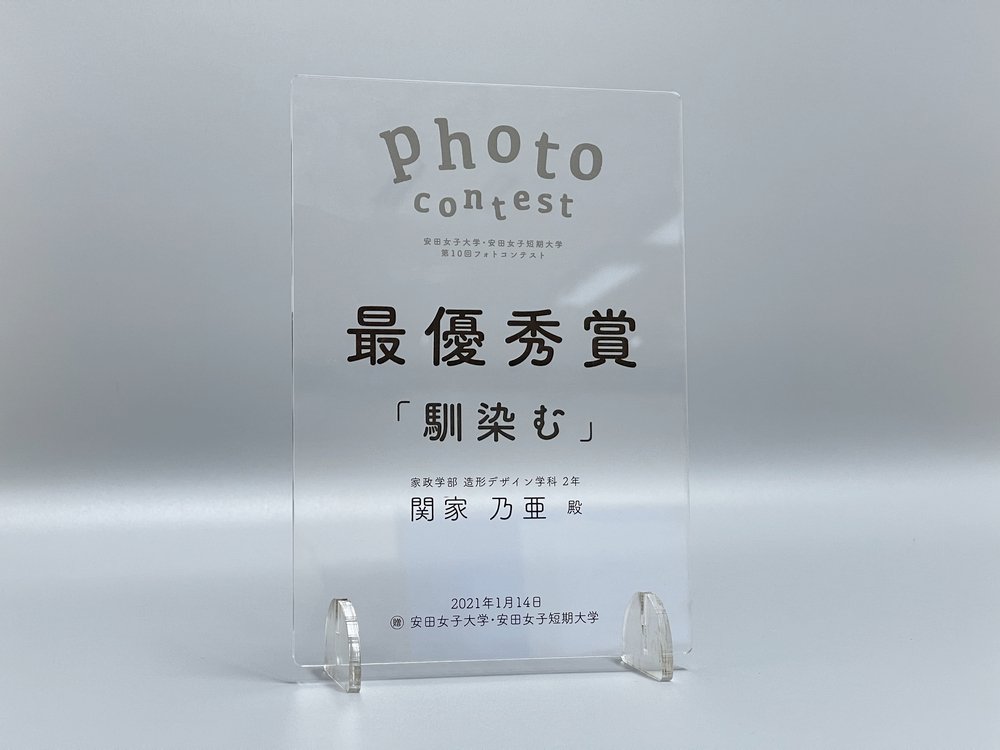 photo
contest
安田女子大学・安田女子短期大学
第10回フォトコンテスト
最優秀賞
「馴染む」
家政学部 造形デザイン学科 2年
関家 乃亜 殿
2021年1月14日
贈 安田女子大学・安田女子短期大学